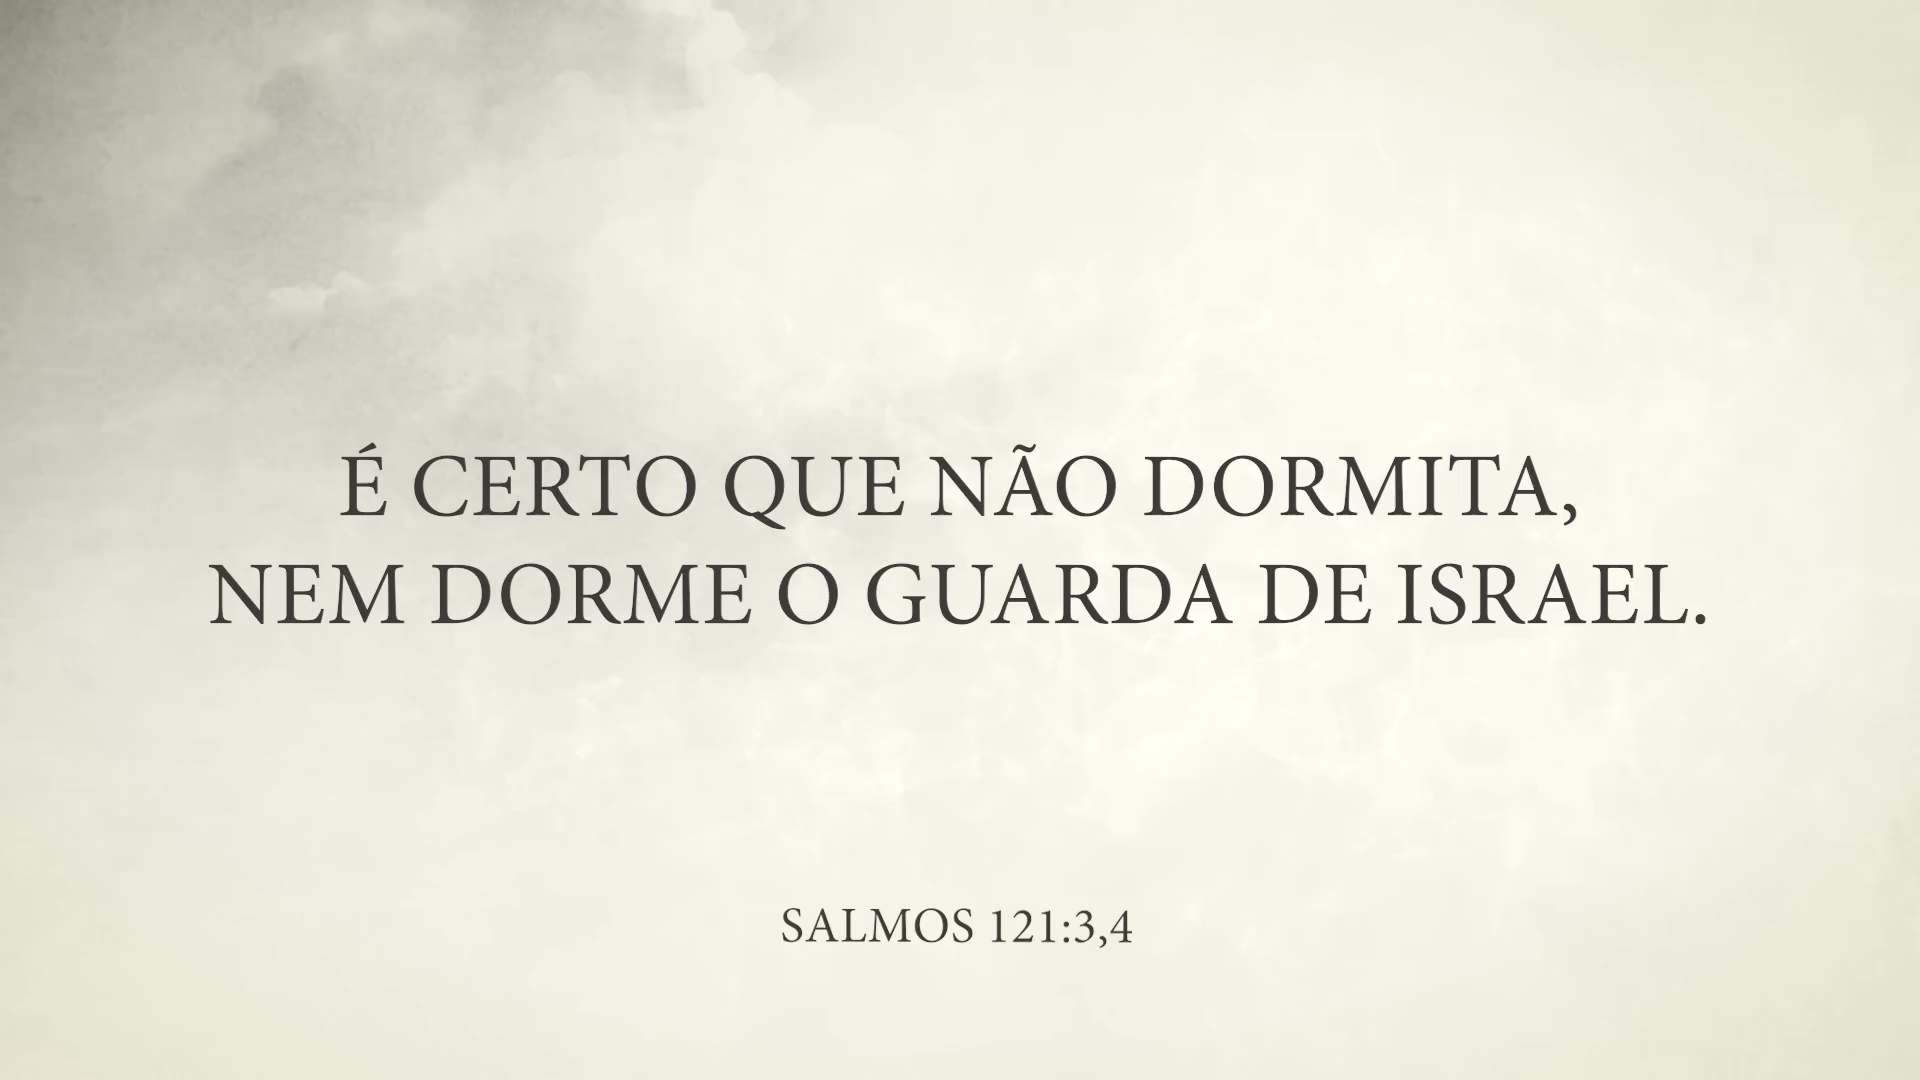 É CERTO QUE NÃO DORMITA,
NEM DORME O GUARDA DE ISRAEL.
SALMOS 121:3,4